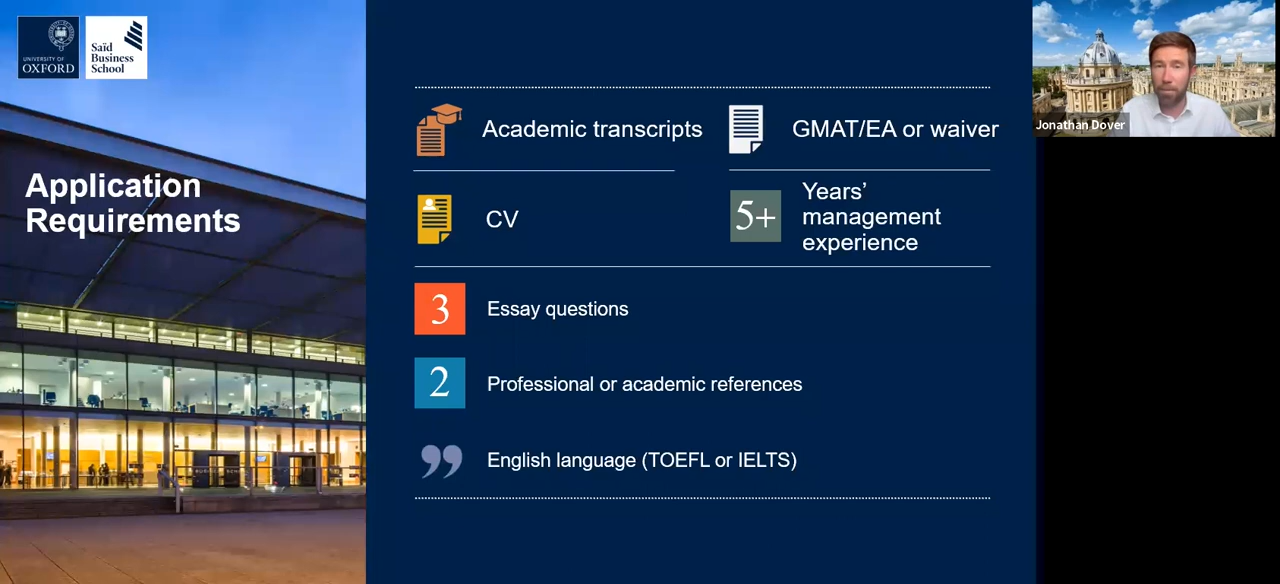 UNIVERSITY OF
OXFORD
Saïd
Business
School
Application
Requirements
Academic transcripts
GMAT/EA or waiver
CV
5+
Years’
management
experience
3
Essay questions
2
Professional or academic references
English language (TOEFL or IELTS)
Jonathan Dover